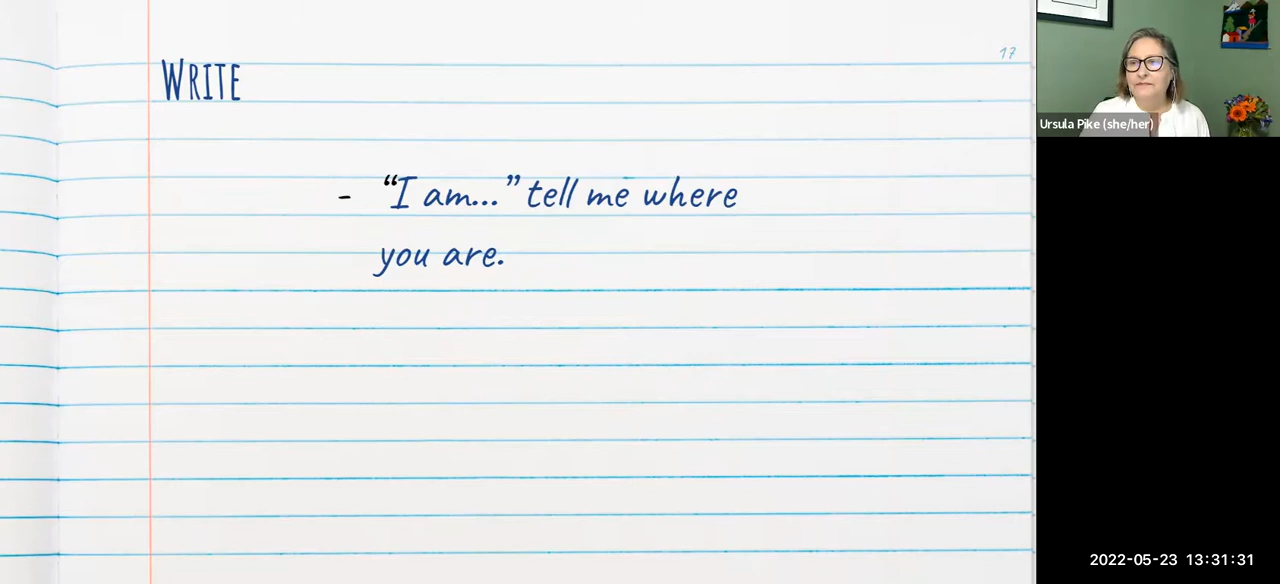 17
WRITE
- “I am...” tell me where
you are.
Ursula Pike (she/her)
2022-05-23 13:31:31